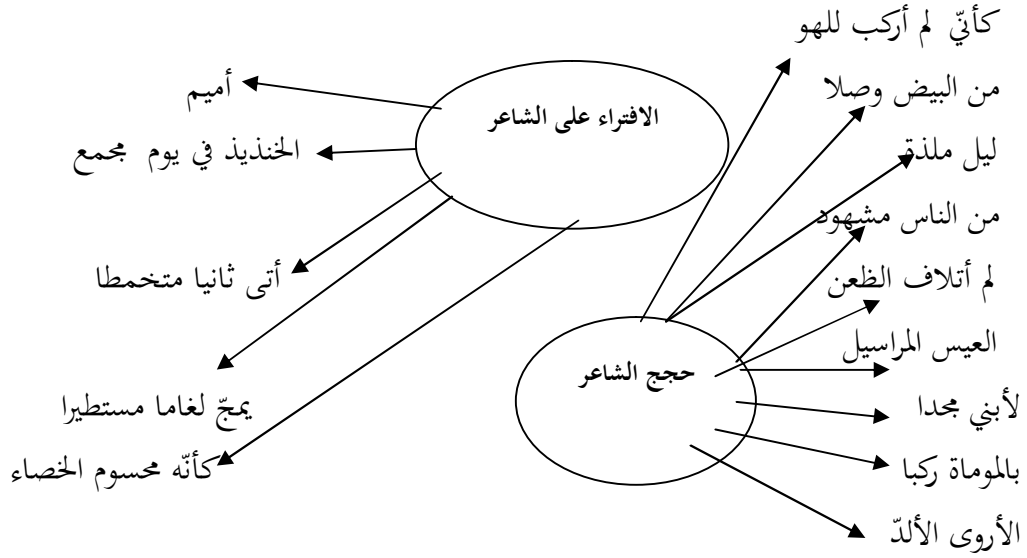 كأنيّ لم أركب للهو
من البيض وصلا
ليل ملذة
من الناس مشهود
لم أتلاف الظعن
العيس المراسيل
لأبني مجدا
بالموماة ركبا
الأروى الألدّ
حجج الشاعر
الافتراء على الشاعر
أميم
الخنذيذ في يوم مجمع
أتى ثانيا متخمطا
يمجّ لغاما مستطيرا
كأنّه محسوم الخصاء